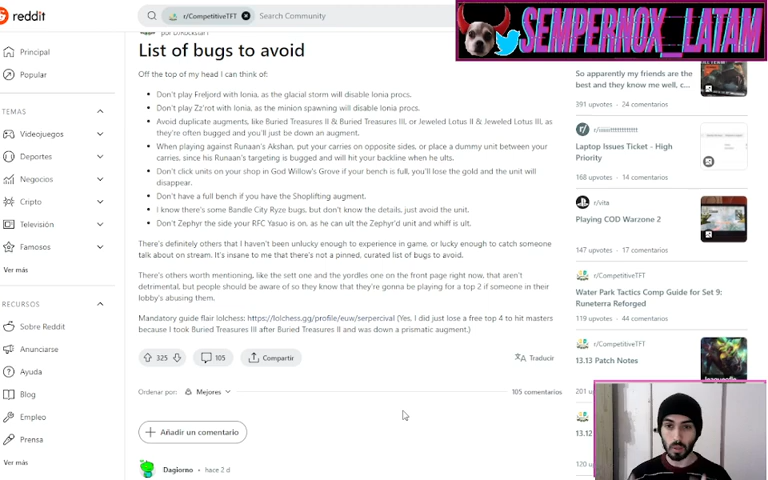 reddit
r/CompetitiveTFT
Search Community
SEMPERNOX_LATAM
Principal
Popular
TEMAS
Videojuegos
Deportes
Negocios
Cripto
Televisión
Famosos
Ver más
RECURSOS
Sobre Reddit
Anunciarse
Ayuda
Blog
Empleo
Prensa
Ver más
List of bugs to avoid
Off the top of my head I can think of:
Don't play Freljord with Ionia, as the glacial storm will disable Ionia procs.
Don't play Zz'rot with Ionia, as the minion spawning will disable Ionia procs.
Avoid duplicate augments, like Buried Treasures II & Buried Treasures III, or Jeweled Lotus II & Jeweled Lotus III, as
they're often bugged and you'll just be down an augment.
When playing against Runaan's Akshan, put your carries on opposite sides, or place a dummy unit between your
carries, since his Runaan's targeting is bugged and will hit your backline when he ults.
Don't click units on your shop in God Willow's Grove if your bench is full, you'll lose the gold and the unit will
disappear.
Don't have a full bench if you have the Shoplifting augment.
I know there's some Bandle City Ryze bugs, but don't know the details, just avoid the unit.
Don't Zephyr the side your RFC Yasuo is on, as he can ult the Zephyr'd unit and whiff is ult.
There's definitely others that I haven't been unlucky enough to experience in game, or lucky enough to catch someone
talk about on stream. It's insane to me that there's not a pinned, curated list of bugs to avoid.
There's others worth mentioning, like the sett one and the yordles one on the front page right now, that aren't
detrimental, but people should be aware of so they know that they're gonna be playing for a top 2 if someone in their
lobby's abusing them.
Mandatory guide flair lolchess: https://lolchess.gg/profile/euw/serpercival (Yes, I did just lose a free top 4 to hit masters
because I took Buried Treasures III after Buried Treasures II and was down a prismatic augment.)
325
105
Compartir
Traducir
Ordenar por:
Mejores
105 comentarios
Añadir un comentario
Dagiorno
hace 2 d
So apparently my friends are the
best and they know me well, c...
391 upvotes · 24 comentarios
Laptop Issues Ticket - High
Priority
168 upvotes · 14 comentarios
r/vita
Playing COD Warzone 2
147 upvotes · 17 comentarios
r/CompetitiveTFT
Water Park Tactics Comp Guide for Set 9:
Runeterra Reforged
119 upvotes · 44 comentarios
r/CompetitiveTFT
13.13 Patch Notes
201 u
13.12
120 u